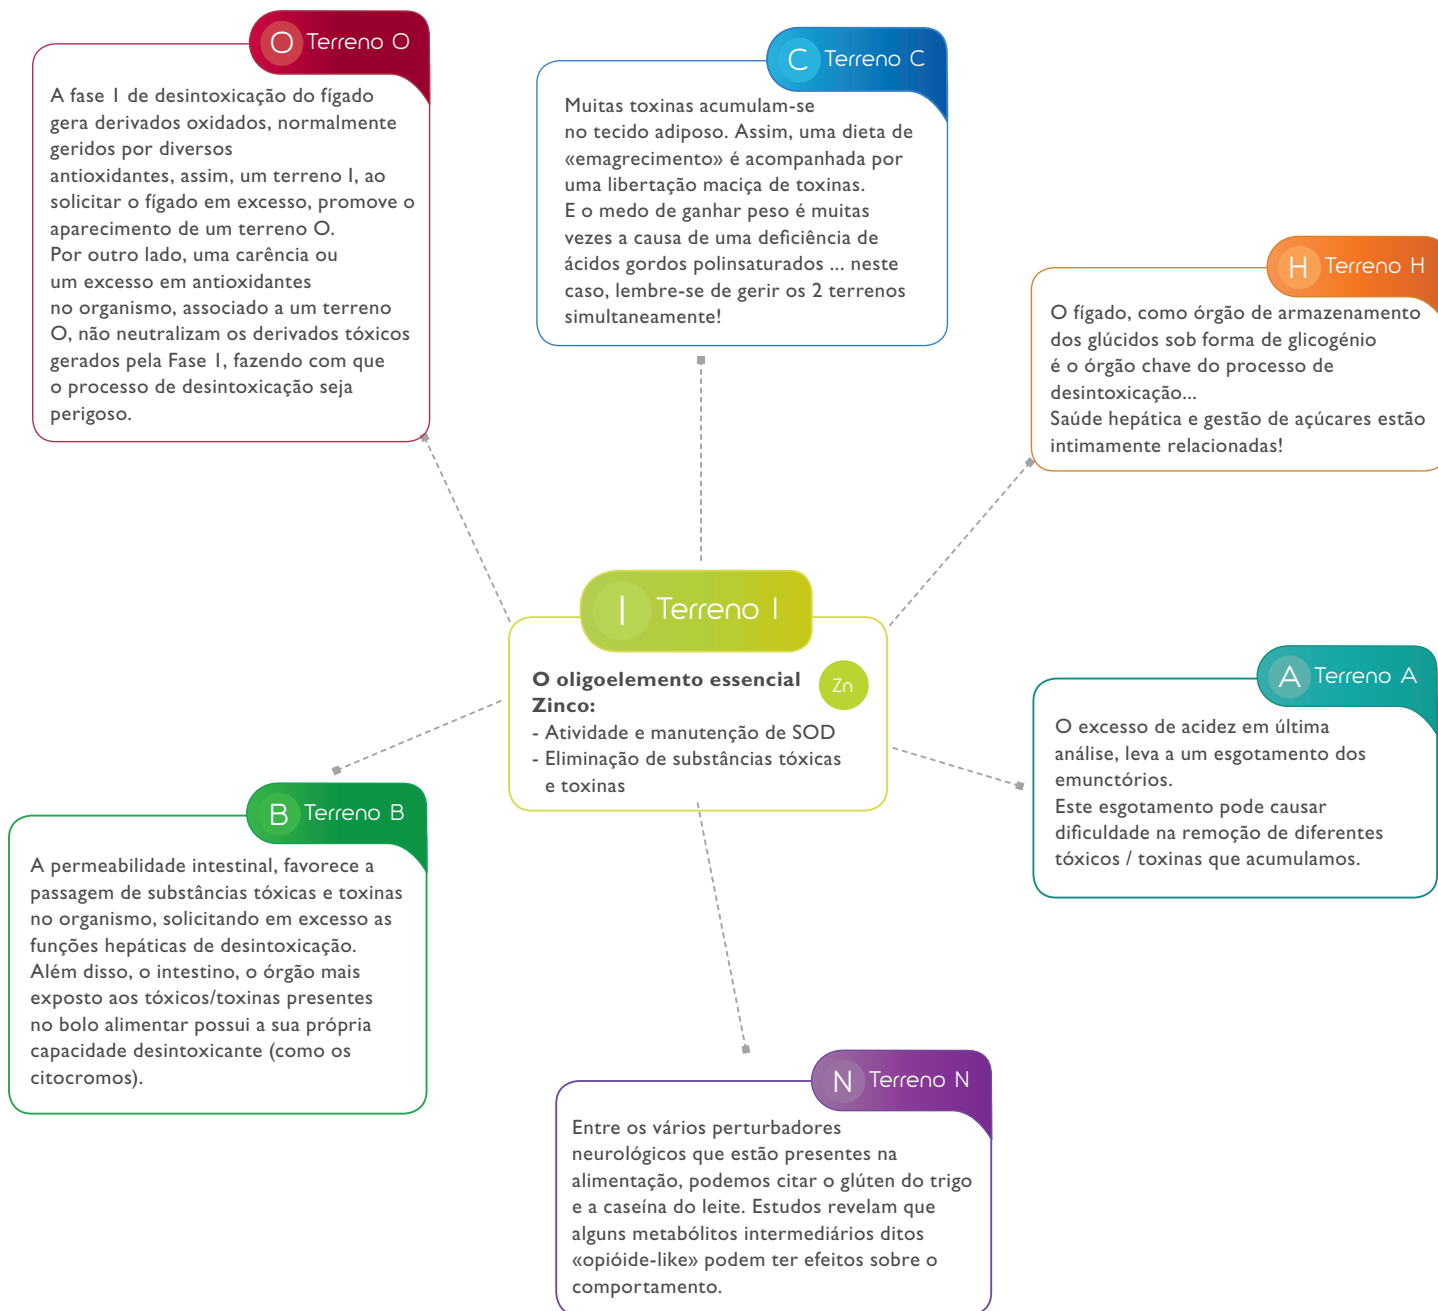 O Terreno O
A fase 1 de desintoxicação do fígado
gera derivados oxidados, normalmente
geridos por diversos
antioxidantes, assim, um terreno I, ao
solicitar o fígado em excesso, promove o
aparecimento de um terreno O.
Por outro lado, uma carência ou
um excesso em antioxidantes
no organismo, associado a um terreno
O, não neutralizam os derivados tóxicos
gerados pela Fase 1, fazendo com que
o processo de desintoxicação seja
perigoso.
C Terreno C
Muitas toxinas acumulam-se
no tecido adiposo. Assim, uma dieta de
«emagrecimento» é acompanhada por
uma libertação maciça de toxinas.
E o medo de ganhar peso é muitas
vezes a causa de uma deficiência de
ácidos gordos polinsaturados ... neste
caso, lembre-se de gerir os 2 terrenos
simultaneamente!
H Terreno H
O fígado, como órgão de armazenamento
dos glúcidos sob forma de glicogénio
é o órgão chave do processo de
desintoxicação...
Saúde hepática e gestão de açúcares estão
intimamente relacionadas!
I Terreno I
O oligoelemento essencial
Zinco:
Zn
- Atividade e manutenção de SOD
- Eliminação de substâncias tóxicas
e toxinas
A Terreno A
O excesso de acidez em última
análise, leva a um esgotamento dos
emunctórios.
Este esgotamento pode causar
dificuldade na remoção de diferentes
tóxicos / toxinas que acumulamos.
B Terreno B
A permeabilidade intestinal, favorece a
passagem de substâncias tóxicas e toxinas
no organismo, solicitando em excesso as
funções hepáticas de desintoxicação.
Além disso, o intestino, o órgão mais
exposto aos tóxicos/toxinas presentes
no bolo alimentar possui a sua própria
capacidade desintoxicante (como os
citocromos).
N Terreno N
Entre os vários perturbadores
neurológicos que estão presentes na
alimentação, podemos citar o glúten do trigo
e a caseína do leite. Estudos revelam que
alguns metabólitos intermediários ditos
«opióide-like» podem ter efeitos sobre o
comportamento.